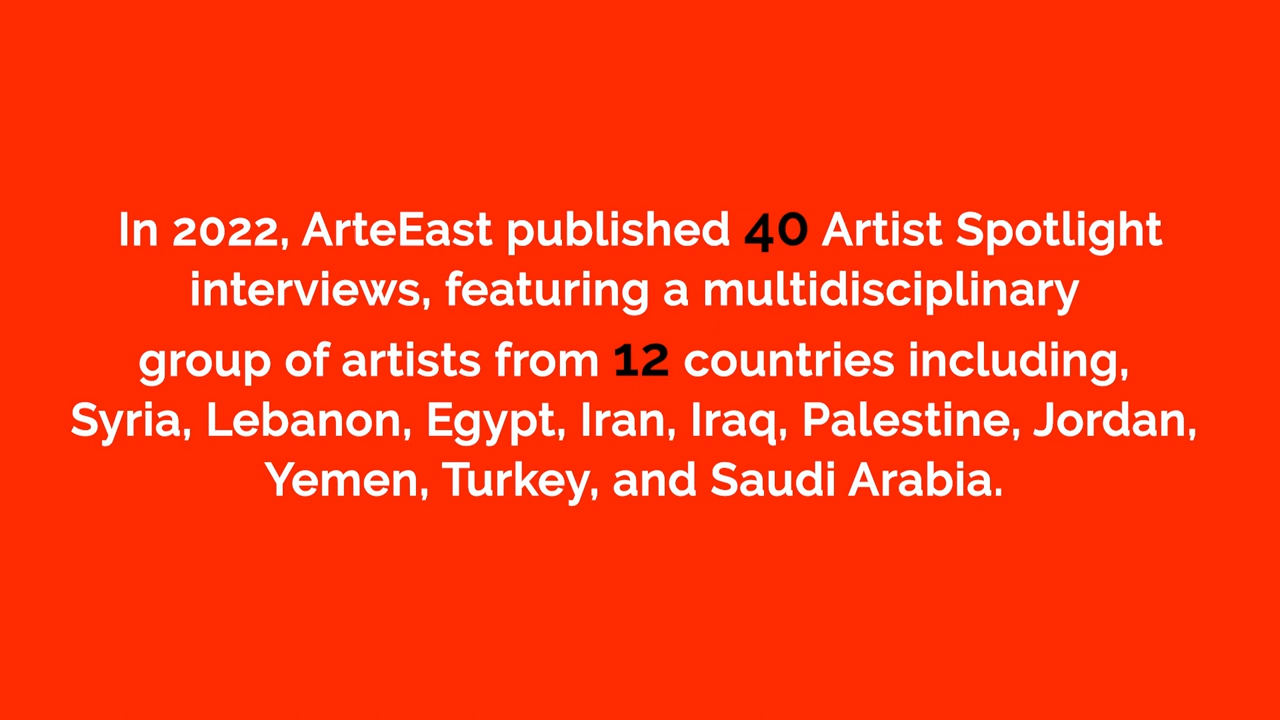 In 2022, ArteEast published 40 Artist Spotlight
interviews, featuring a multidisciplinary
group of artists from 12 countries including,
Syria, Lebanon, Egypt, Iran, Iraq, Palestine, Jordan,
Yemen, Turkey, and Saudi Arabia.